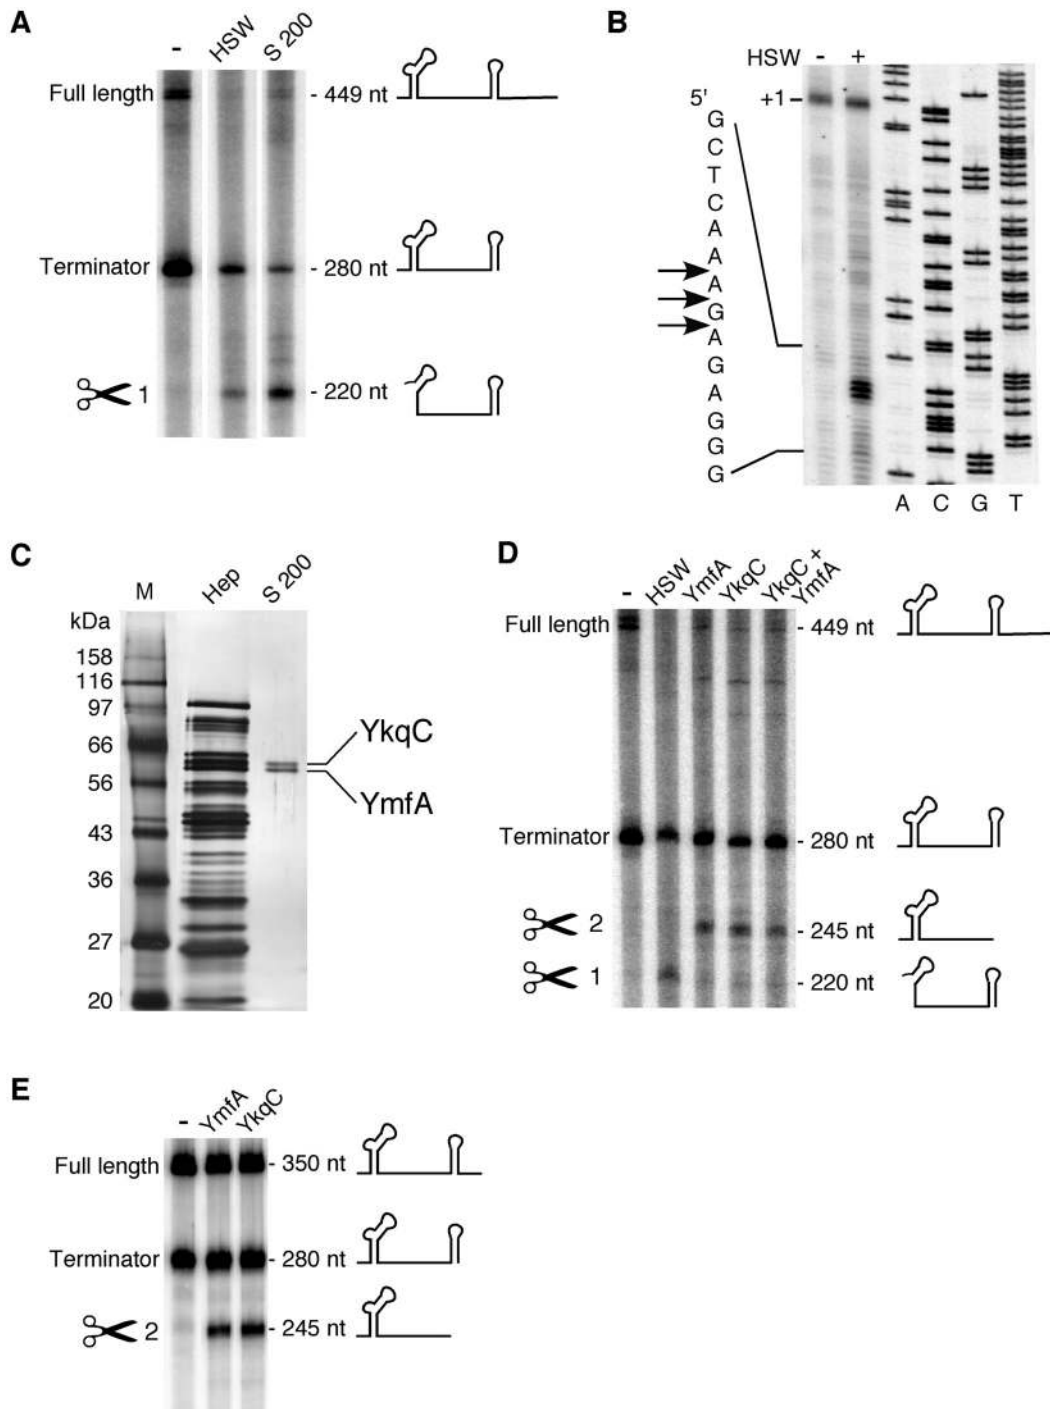 A
-
HSW
S 200
Full length
- 449 nt
Terminator
- 280 nt
1
- 220 nt
B
HSW
-
+
+1
5'
G
C
T
C
A
A
A
G
A
G
A
G
G
G
A
C
G
T
C
M
Hep
S 200
kDa
158
116
97
66
56
43
36
27
20
YkqC
YmfA
D
-
HSW
YmfA
YkqC
YkqC +
YmfA
Full length
- 449 nt
Terminator
- 280 nt
2
- 245 nt
1
- 220 nt
E
-
YmfA
YkqC
Full length
- 350 nt
Terminator
- 280 nt
2
- 245 nt